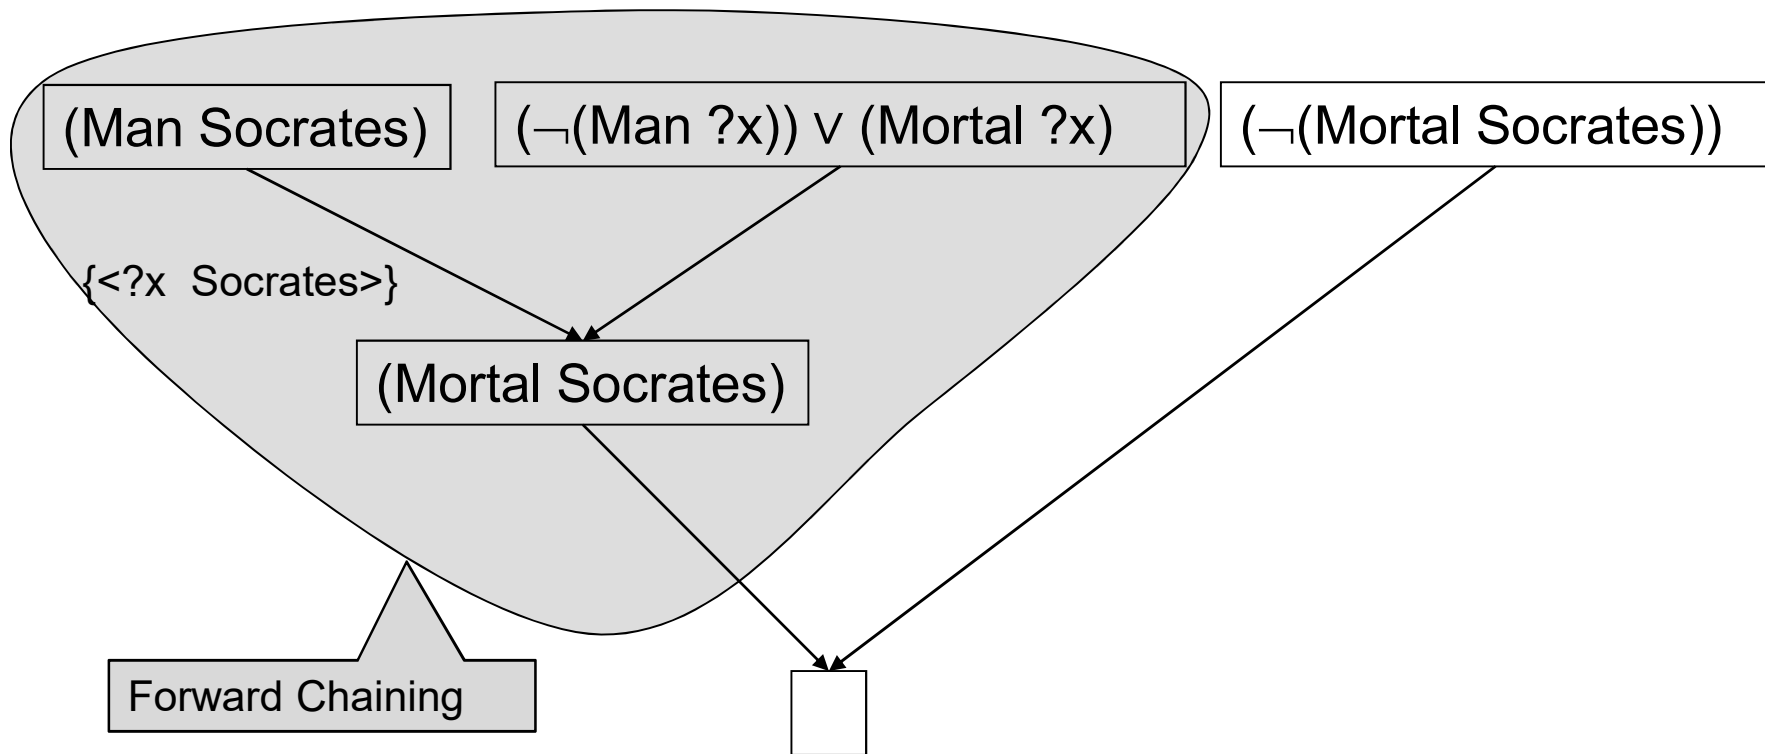 (Man Socrates)
(¬(Man ?x)) ∨ (Mortal ?x)
(¬(Mortal Socrates))
{<?x  Socrates>}
(Mortal Socrates)
Forward Chaining